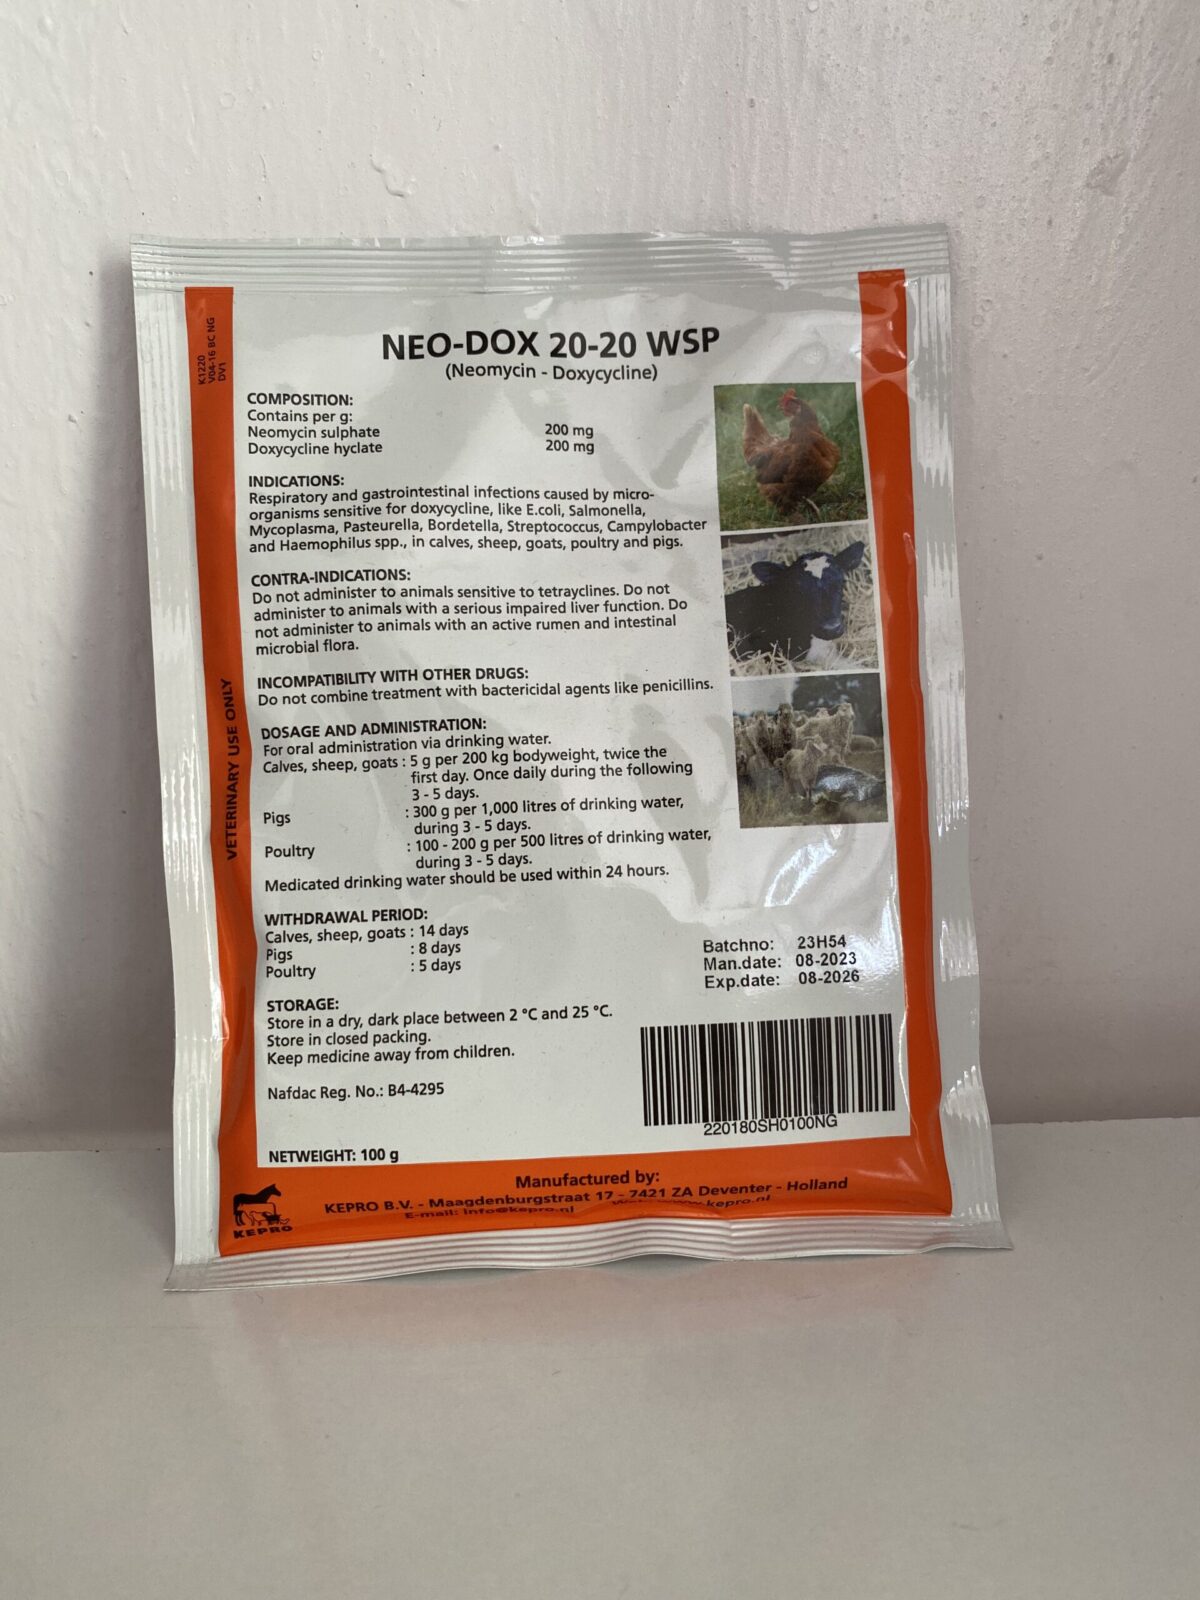 K1220
V04-16 BC NG
DV1
NEO-DOX 20-20 WSP
(Neomycin - Doxycycline)
COMPOSITION:
Contains per g:
Neomycin sulphate 200 mg
Doxycycline hyclate 200 mg
INDICATIONS:
Respiratory and gastrointestinal infections caused by micro-
organisms sensitive for doxycycline, like E.coli, Salmonella,
Mycoplasma, Pasteurella, Bordetella, Streptococcus, Campylobacter
and Haemophilus spp., in calves, sheep, goats, poultry and pigs.
CONTRA-INDICATIONS:
Do not administer to animals sensitive to tetrayclines. Do not
administer to animals with a serious impaired liver function. Do
not administer to animals with an active rumen and intestinal
microbial flora.
INCOMPATIBILITY WITH OTHER DRUGS:
Do not combine treatment with bactericidal agents like penicillins.
DOSAGE AND ADMINISTRATION:
For oral administration via drinking water.
Calves, sheep, goats : 5 g per 200 kg bodyweight, twice the
first day. Once daily during the following
3 - 5 days.
Pigs : 300 g per 1,000 litres of drinking water,
during 3 - 5 days.
Poultry : 100 - 200 g per 500 litres of drinking water,
during 3 - 5 days.
Medicated drinking water should be used within 24 hours.
WITHDRAWAL PERIOD:
Calves, sheep, goats : 14 days
Pigs : 8 days
Poultry : 5 days
STORAGE:
Store in a dry, dark place between 2 °C and 25 °C.
Store in closed packing.
Keep medicine away from children.
Nafdac Reg. No.: B4-4295
NETWEIGHT: 100 g
VETERINARY USE ONLY
Batchno: 23H54
Man.date: 08-2023
Exp.date: 08-2026
220180SH0100NG
Manufactured by:
KEPRO B.V. - Maagdenburgstraat 17 - 7421 ZA Deventer - Holland
E-mail: info@kepro.nl Web: www.kepro.nl
KEPRO